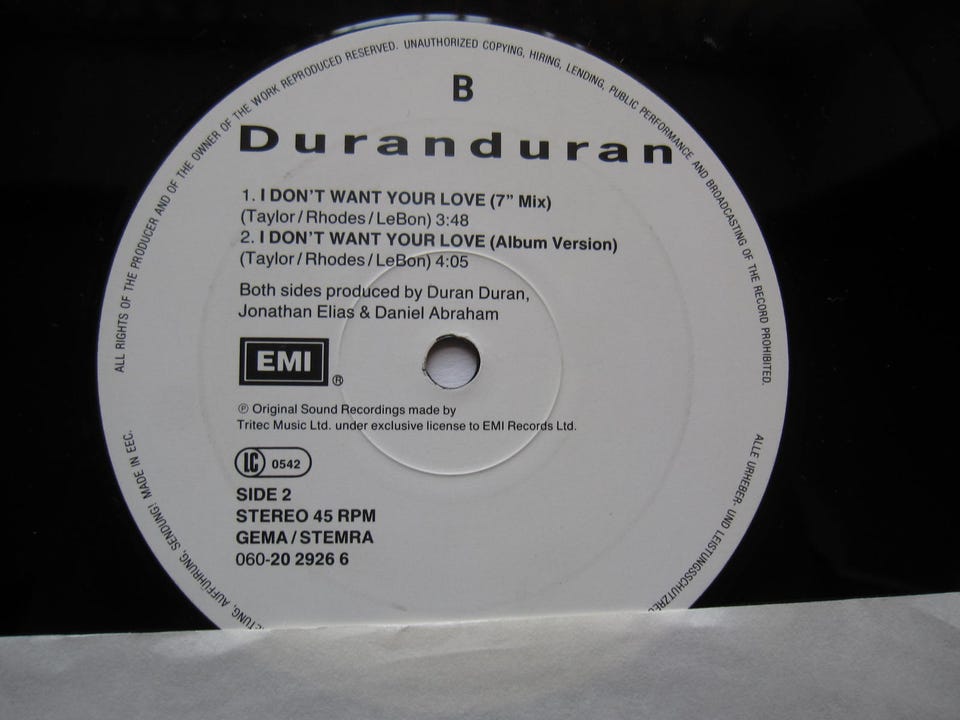 ALL RIGHTS OF THE PRODUCER AND OF THE OWNER OF THE WORK REPRODUCED RESERVED. UNAUTHORIZED COPYING, HIRING, LENDING, PUBLIC PERFORMANCE AND BROADCASTING OF THE RECORD PROHIBITED.
B
Duranduran
1. I DON'T WANT YOUR LOVE (7” Mix)
(Taylor/Rhodes/LeBon) 3:48
2. I DON'T WANT YOUR LOVE (Album Version)
(Taylor/Rhodes/LeBon) 4:05
Both sides produced by Duran Duran,
Jonathan Elias & Daniel Abraham
EMI ®
℗ Original Sound Recordings made by
Tritec Music Ltd. under exclusive license to EMI Records Ltd.
LC 0542
SIDE 2
STEREO 45 RPM
GEMA/STEMRA
060-20 2926 6
ALLE URHEBER- UND
AUFFÜHRUNG, SENDUNG! MADE IN EEC.